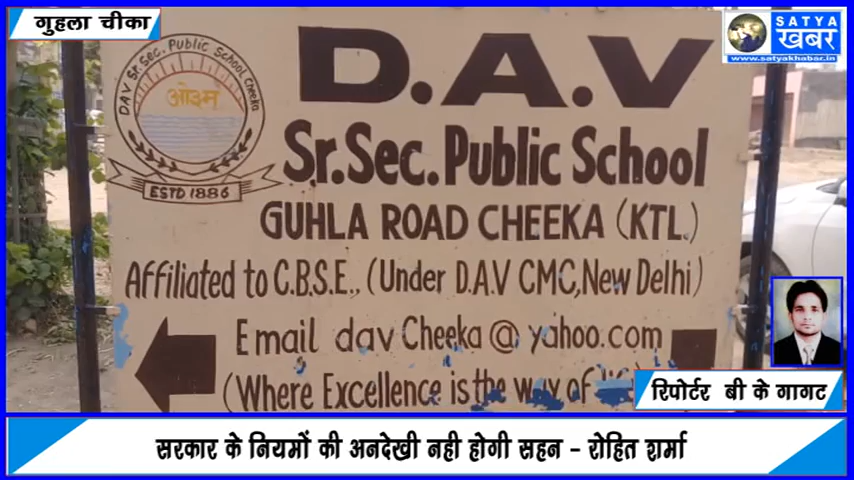 गुहला चीका
SATYA
खबर
www.satyakhabar.in
DAV Sr. Sec. Public School Cheeka
ओ३म
ESTD 1886
D.A.V
Sr.Sec.Public School
GUHLA ROAD CHEEKA (KTL.)
Affiliated to C.B.S.E., (Under D.A.V CMC, New Delhi)
Email dav Cheeka @ yahoo.com
(Where Excellence is the way of
रिपोर्टर बी के गागट
सरकार के नियमों की अनदेखी नही होगी सहन - रोहित शर्मा